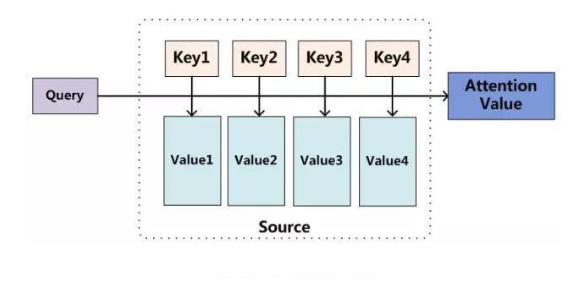 Key1 Key2 Key3 Key4
Query
Attention
Value
Value1 Value2 Value3 Value4
Source